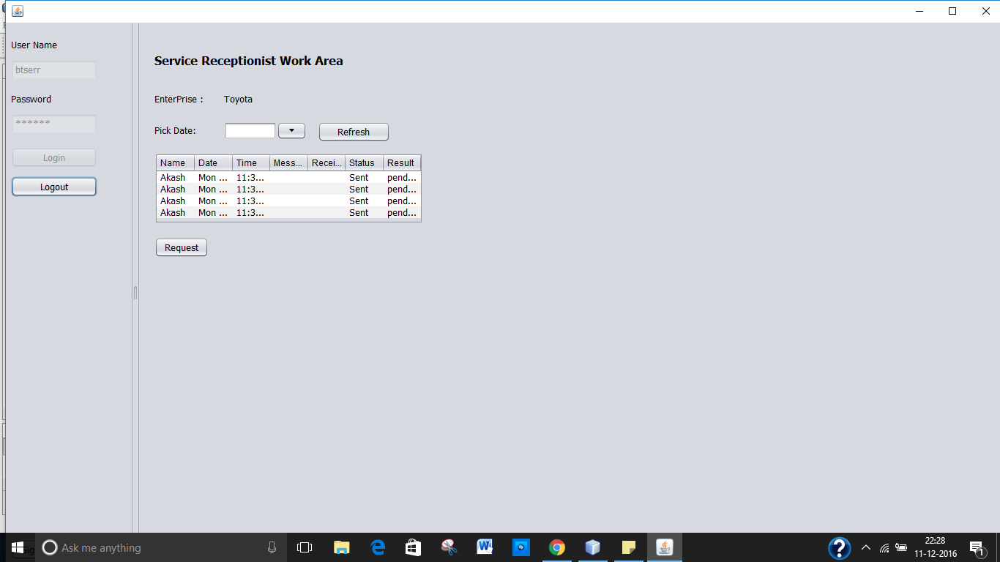 User Name
btserr
Password
******
Login
Logout
Service Receptionist Work Area
EnterPrise : Toyota
Pick Date:
Refresh
Name Date Time Mess... Recei... Status Result
Akash Mon ... 11:3... Sent pend...
Akash Mon ... 11:3... Sent pend...
Akash Mon ... 11:3... Sent pend...
Akash Mon ... 11:3... Sent pend...
Request
Ask me anything
22:28
11-12-2016
1